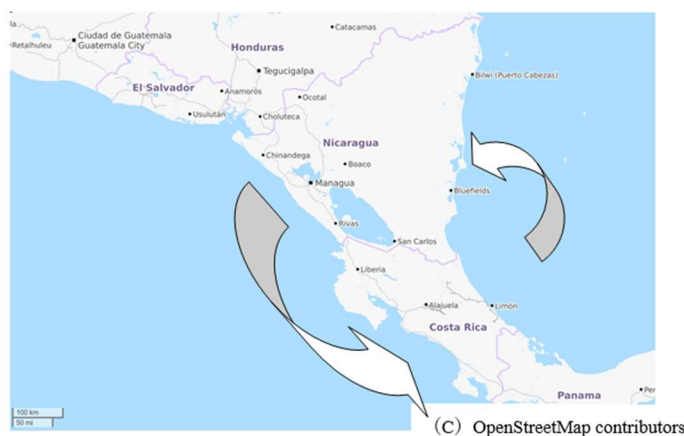 Catacamas
la
Ciudad de Guatemala
Guatemala City
Retalhuleu
Honduras
Tegucigalpa
Bilwi (Puerto Cabezas)
El Salvador
Anamorós
Ocotal
Usulután
Choluteca
Nicaragua
Chinandega
Boaco
Managua
Bluefields
Rivas
San Carlos
Liberia
Alajuela
Limón
Costa Rica
Panama
Per
100 km
50 mi
(C) OpenStreetMap contributors